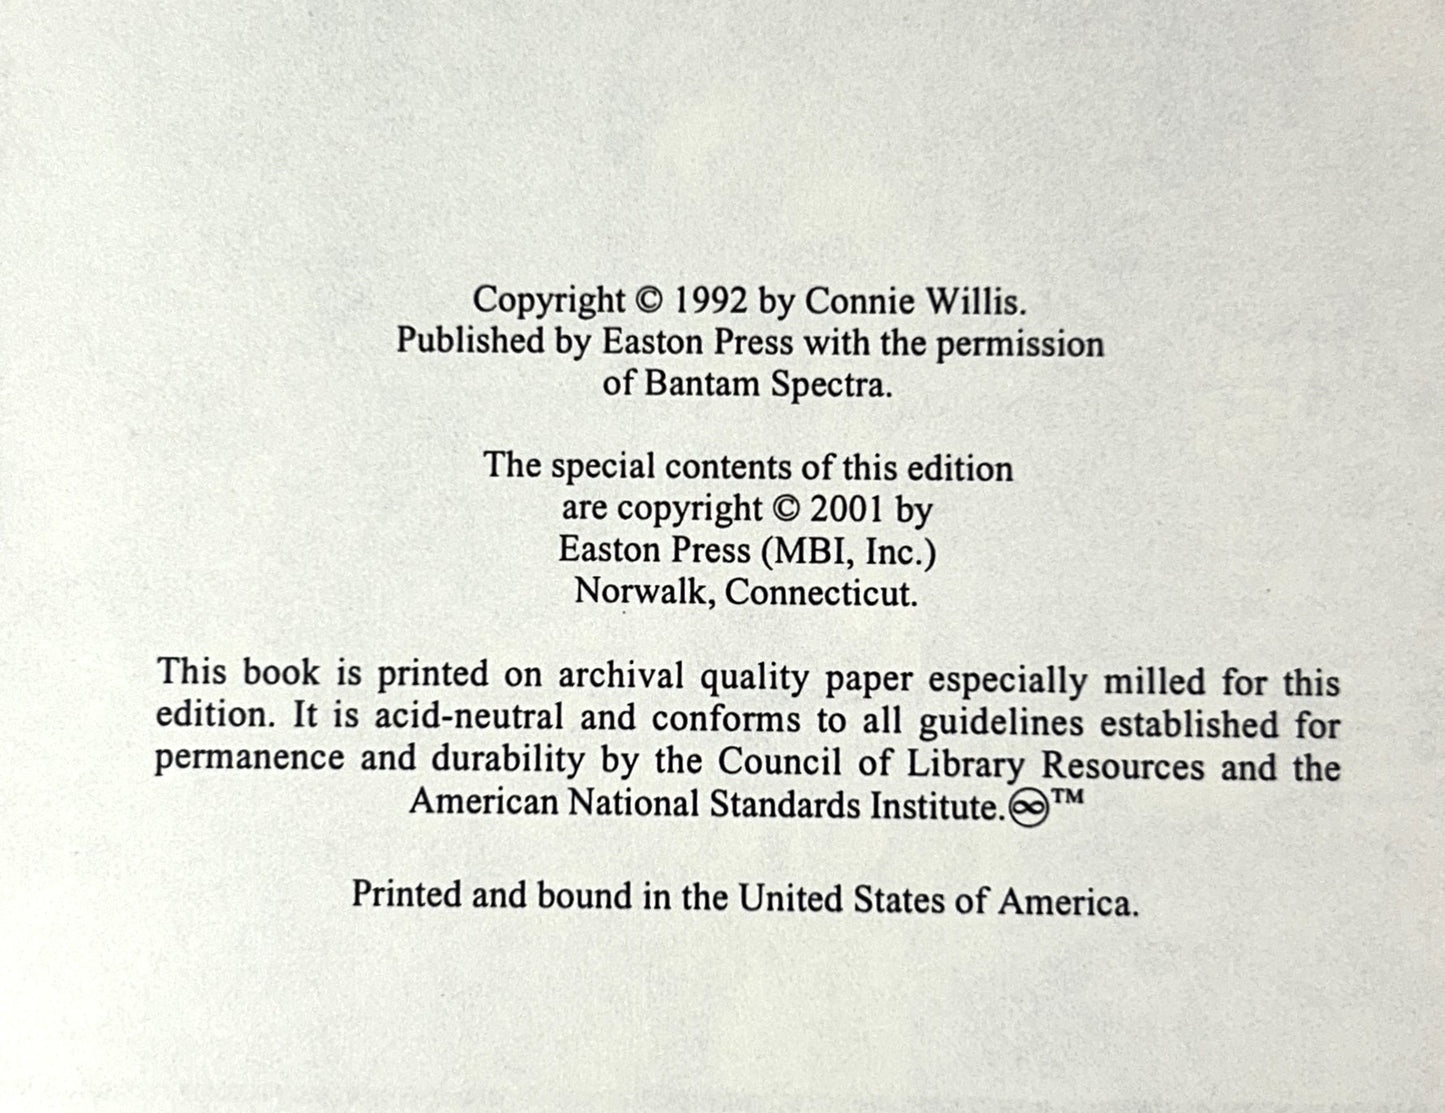 Copyright © 1992 by Connie Willis.
Published by Easton Press with the permission
of Bantam Spectra.
The special contents of this edition
are copyright © 2001 by
Easton Press (MBI, Inc.)
Norwalk, Connecticut.
This book is printed on archival quality paper especially milled for this
edition. It is acid-neutral and conforms to all guidelines established for
permanence and durability by the Council of Library Resources and the
American National Standards Institute.♾™
Printed and bound in the United States of America.